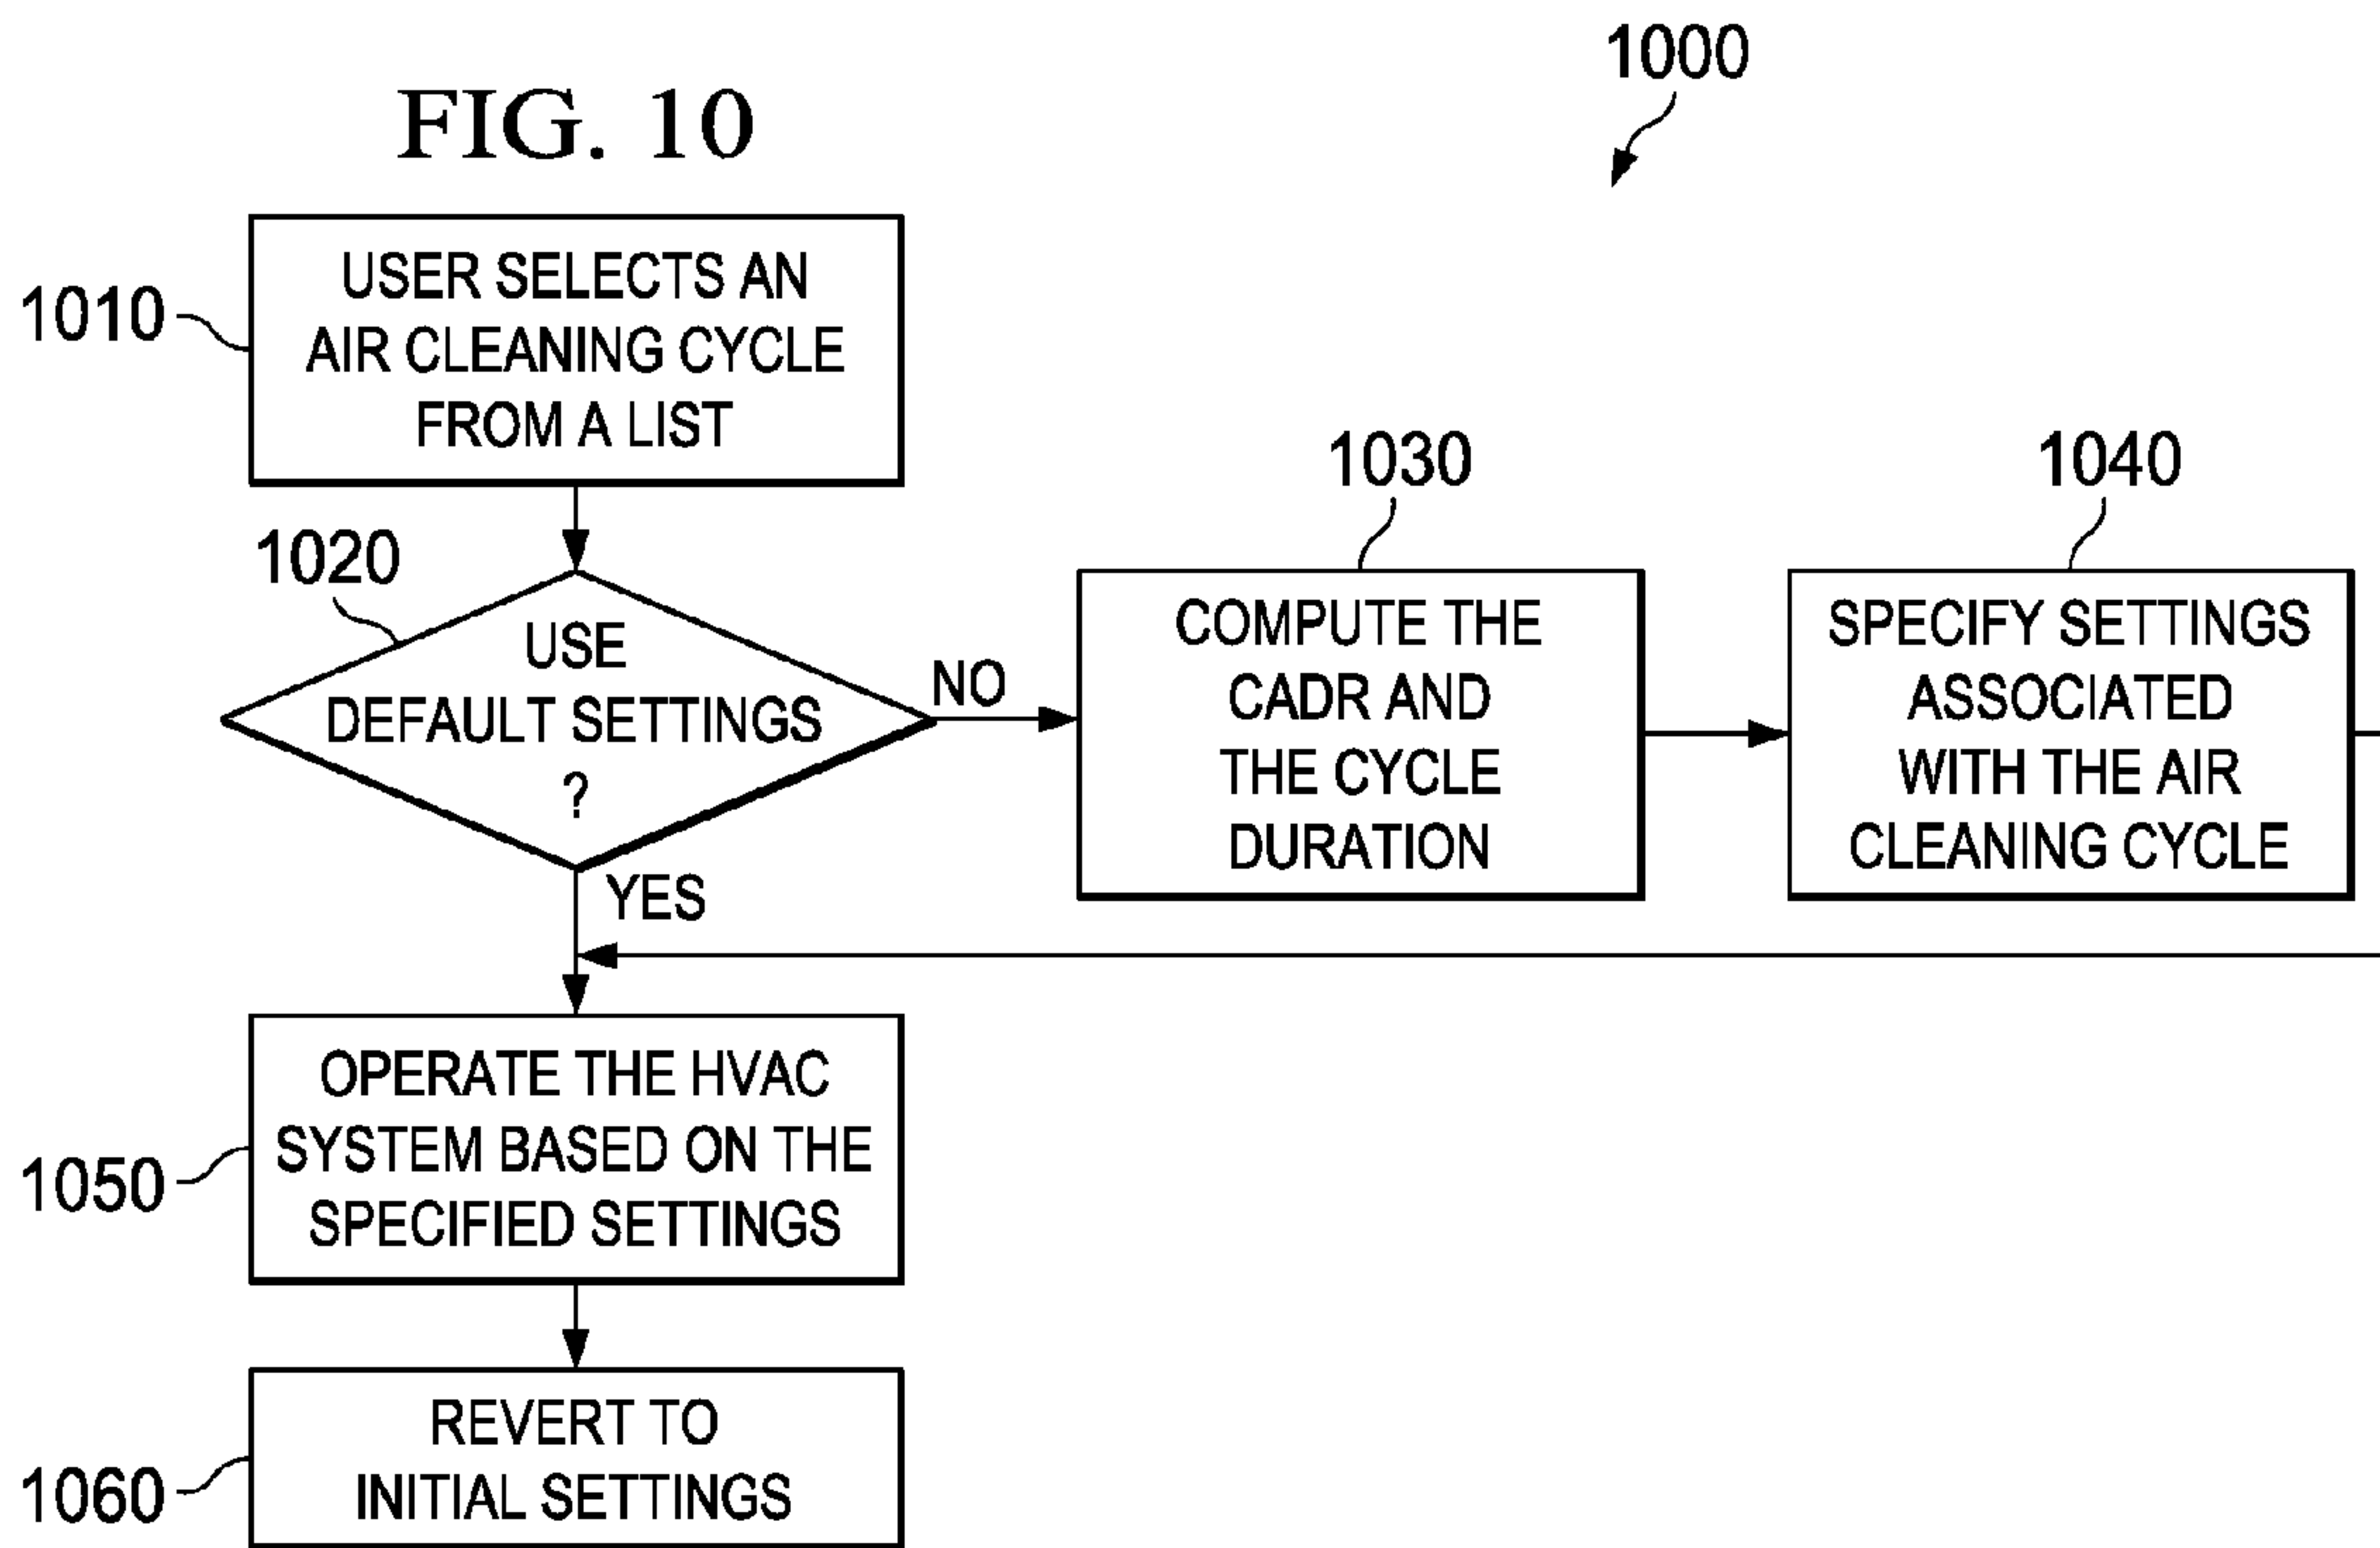 FIG. 10
1000
1010
USER SELECTS AN
AIR CLEANING CYCLE
FROM A LIST
1020
USE
DEFAULT SETTINGS
?
NO
YES
1030
COMPUTE THE
CADR AND
THE CYCLE
DURATION
1040
SPECIFY SETTINGS
ASSOCIATED
WITH THE AIR
CLEANING CYCLE
1050
OPERATE THE HVAC
SYSTEM BASED ON THE
SPECIFIED SETTINGS
1060
REVERT TO
INITIAL SETTINGS